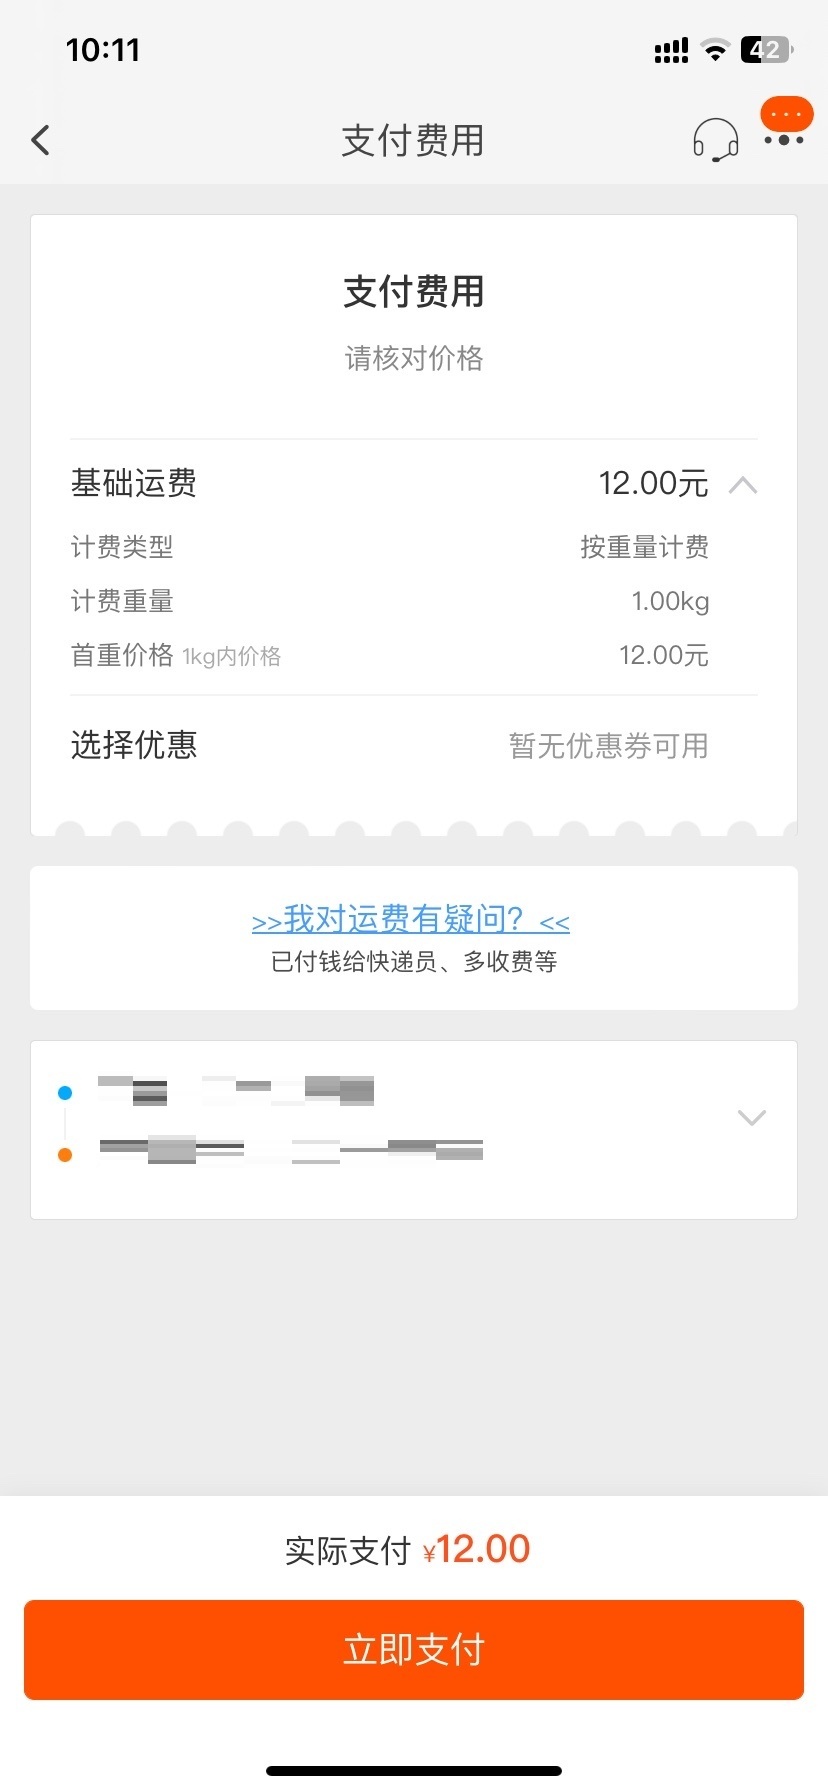 10:11
42
支付费用
支付费用
请核对价格
基础运费 12.00元
计费类型 按重量计费
计费重量 1.00kg
首重价格 1kg内价格 12.00元
选择优惠 暂无优惠券可用
>>我对运费有疑问？<<
已付钱给快递员、多收费等
实际支付 ¥12.00
立即支付